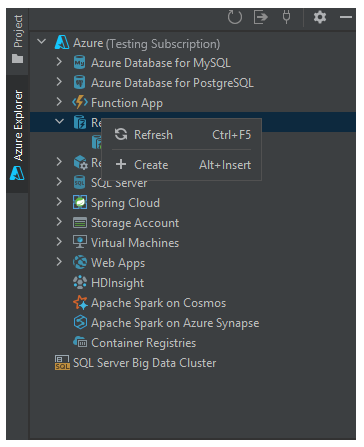 Project
Azure Explorer
Azure (Testing Subscription)
Azure Database for MySQL
Azure Database for PostgreSQL
Function App
Re
Refresh Ctrl+F5
Create Alt+Insert
Re
SQL Server
Spring Cloud
Storage Account
Virtual Machines
Web Apps
HDInsight
Apache Spark on Cosmos
Apache Spark on Azure Synapse
Container Registries
SQL Server Big Data Cluster